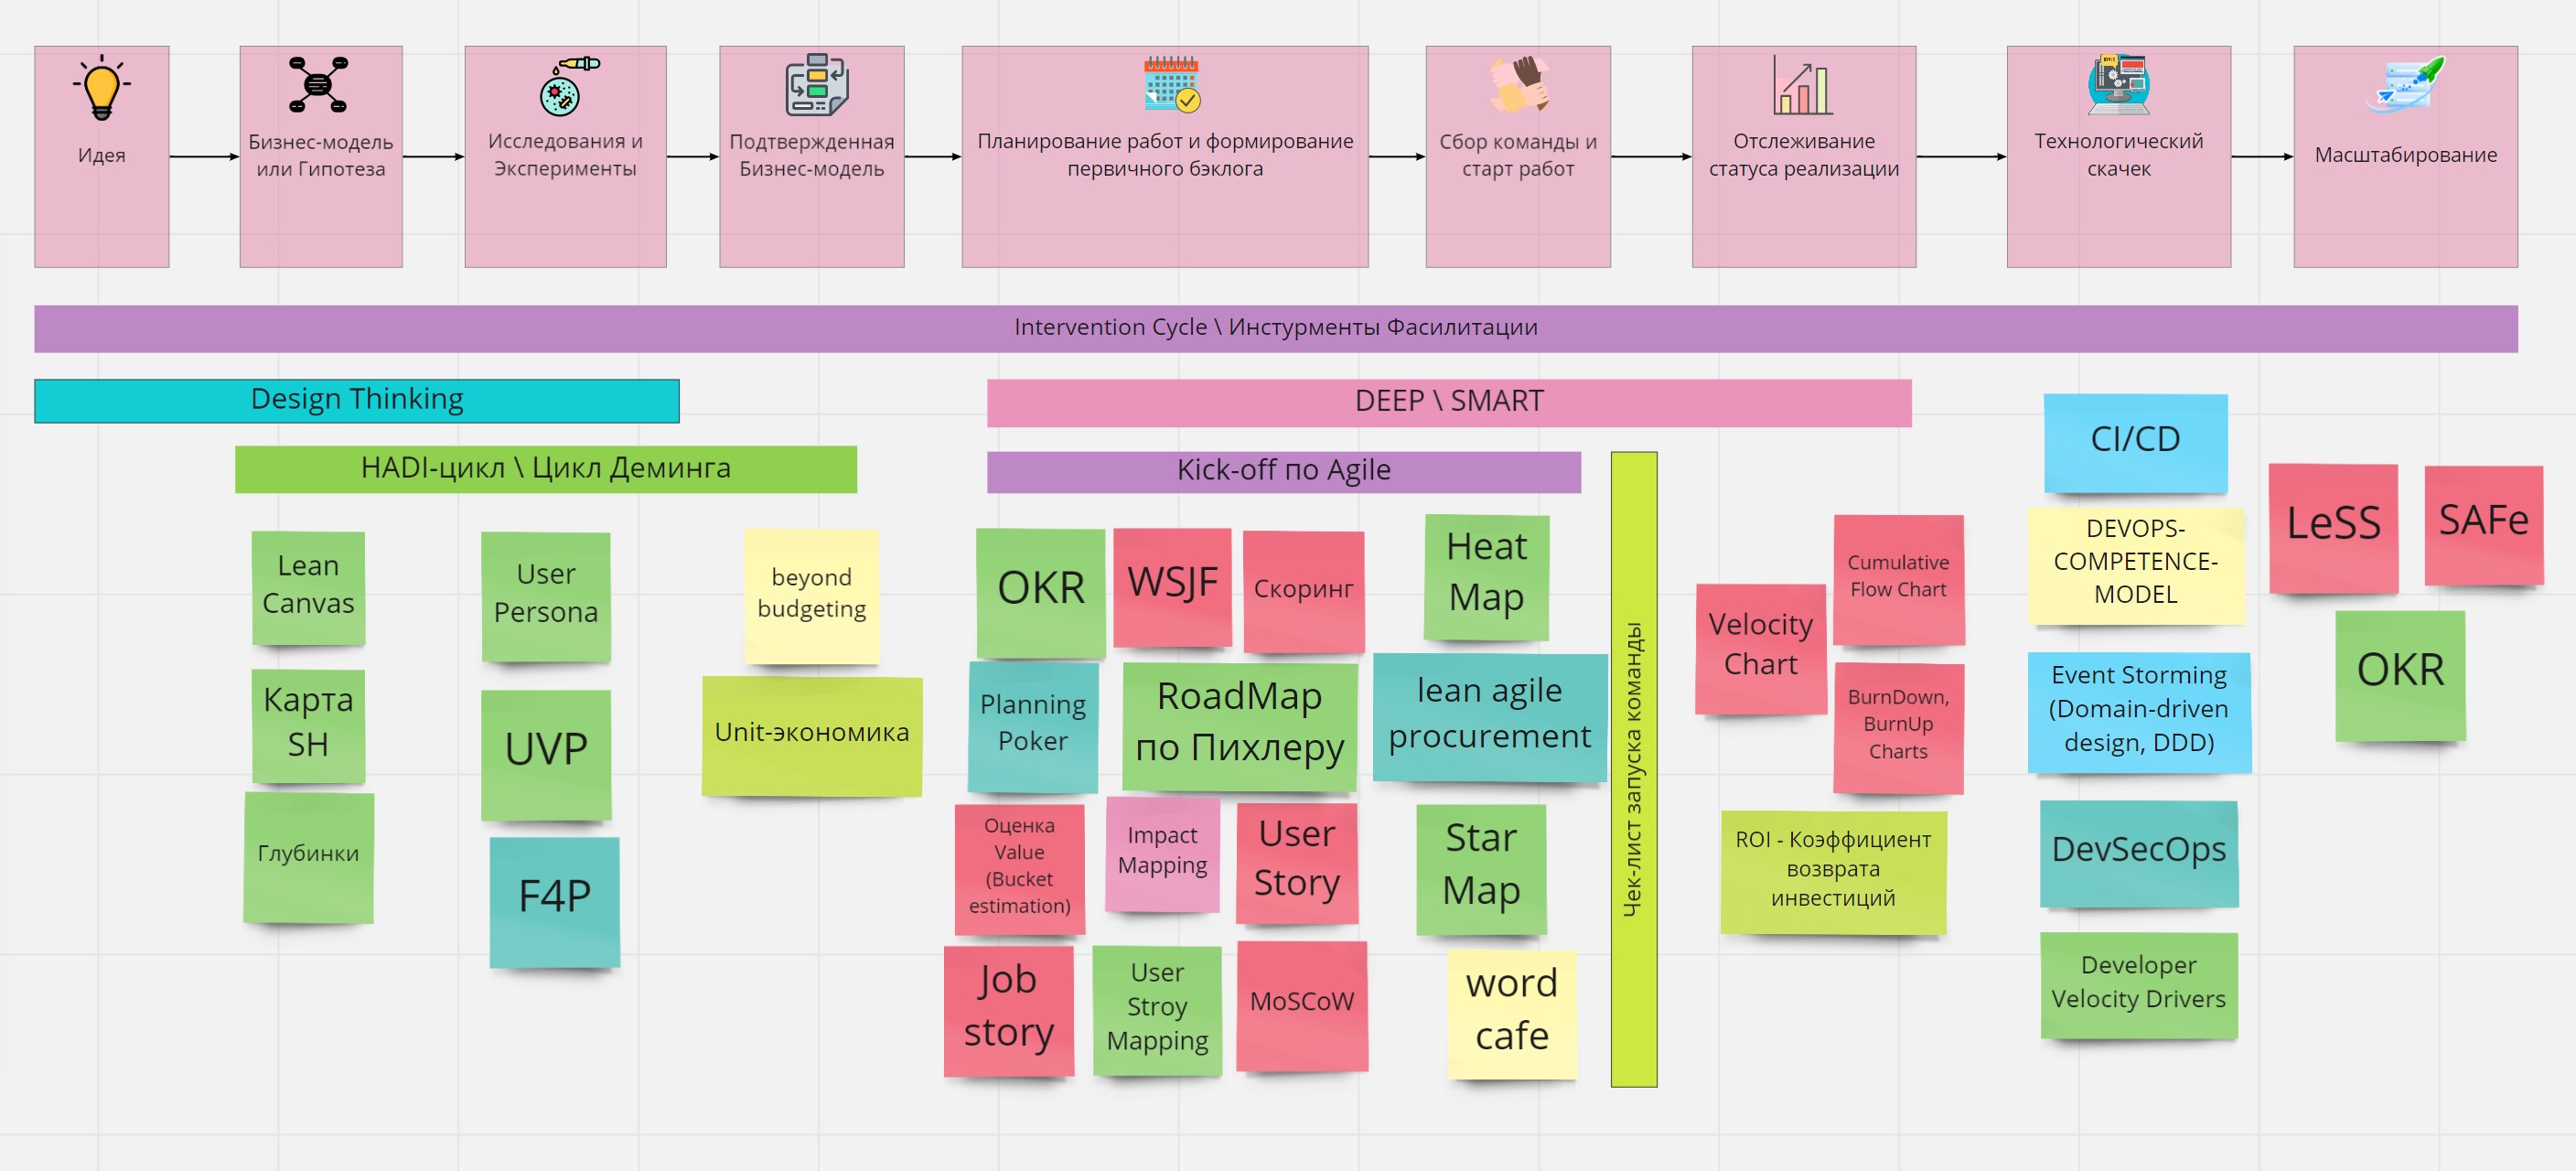 Идея
Бизнес-модель
или Гипотеза
Исследования и
Эксперименты
Подтвержденная
Бизнес-модель
Планирование работ и формирование
первичного бэклога
Сбор команды и
старт работ
Отслеживание
статуса реализации
Технологический
скачек
Масштабирование
Intervention Cycle \ Инстурменты Фасилитации
Design Thinking
DEEP \ SMART
HADI-цикл \ Цикл Деминга
Kick-off по Agile
Lean
Canvas
Карта
SH
Глубинки
User
Persona
UVP
F4P
beyond
budgeting
Unit-экономика
OKR
WSJF
Скоринг
Planning
Poker
RoadMap
по Пихлеру
Оценка
Value
(Bucket
estimation)
Impact
Mapping
User
Story
Job
story
User
Stroy
Mapping
MoSCoW
Heat
Map
lean agile
procurement
Star
Map
word
cafe
Чек-лист запуска команды
Velocity
Chart
Cumulative
Flow Chart
BurnDown,
BurnUp
Charts
ROI - Коэффициент
возврата
инвестиций
CI/CD
DEVOPS-
COMPETENCE-
MODEL
Event Storming
(Domain-driven
design, DDD)
DevSecOps
Developer
Velocity Drivers
LeSS
SAFe
OKR